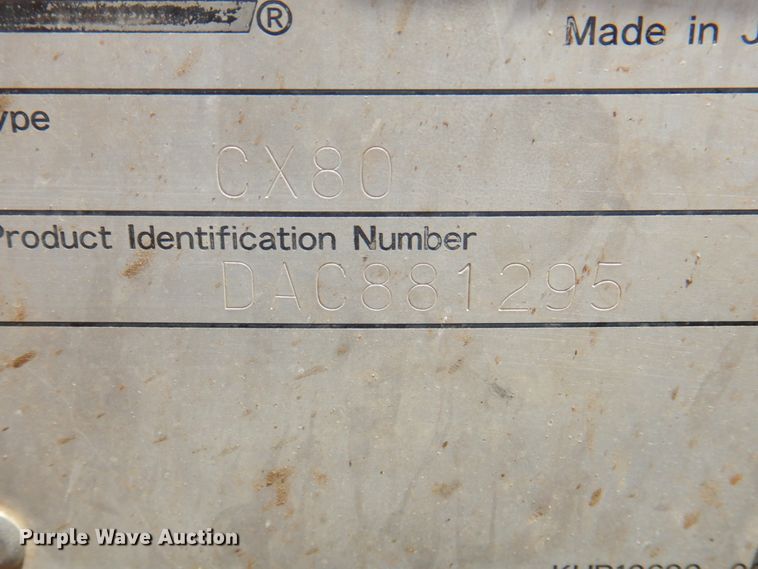 ®
Made in J
ype
CX80
Product Identification Number
DAC881295
Purple Wave Auction